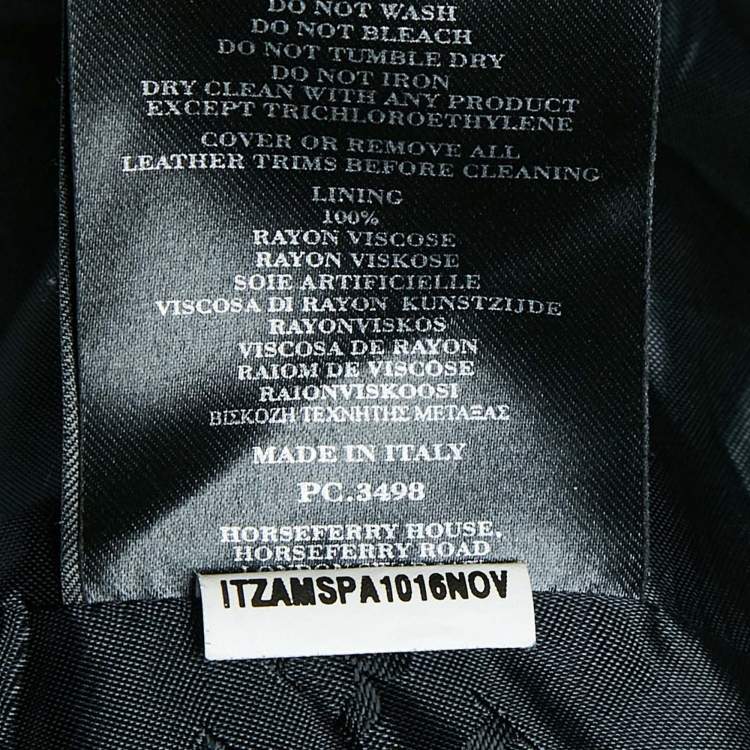 DO NOT WASH
DO NOT BLEACH
DO NOT TUMBLE DRY
DO NOT IRON
DRY CLEAN WITH ANY PRODUCT
EXCEPT TRICHLOROETHYLENE
COVER OR REMOVE ALL
LEATHER TRIMS BEFORE CLEANING
LINING
100%
RAYON VISCOSE
RAYON VISKOSE
SOIE ARTIFICIELLE
VISCOSA DI RAYON KUNSTZIJDE
RAYONVISKOS
VISCOSA DE RAYON
RAIOM DE VISCOSE
RAIONVISKOOSI
ΒΙΣΚΟΖΗ ΤΕΧΝΗΤΗΣ ΜΕΤΑΞΑΣ
MADE IN ITALY
PC.3498
HORSEFERRY HOUSE,
HORSEFERRY ROAD
ITZAMSPA1016NOV